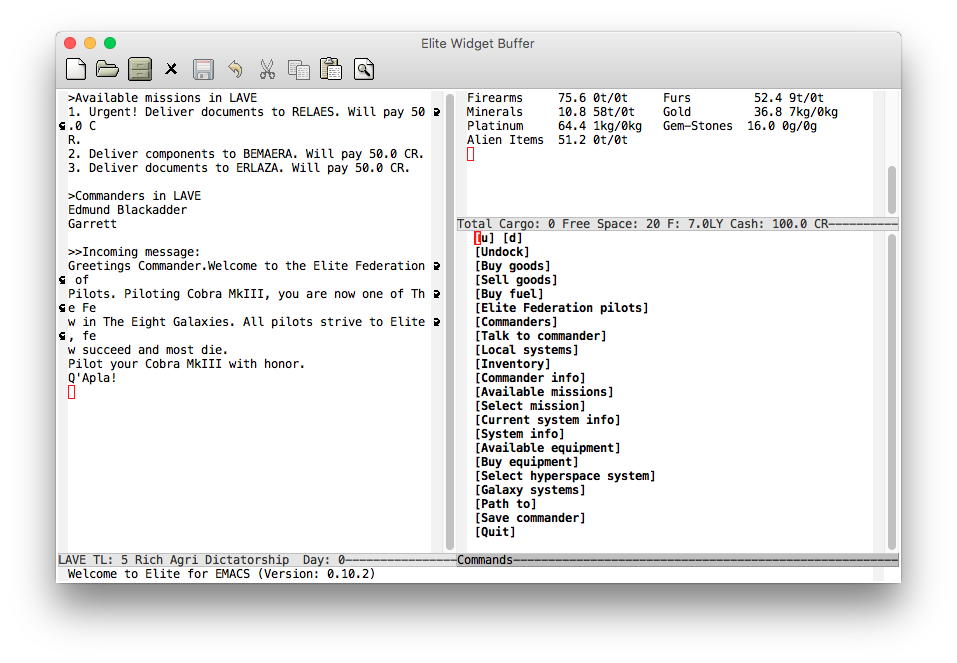 Elite Widget Buffer
>Available missions in LAVE
1. Urgent! Deliver documents to RELAES. Will pay 50
.0 C
R.
2. Deliver components to BEMAERA. Will pay 50.0 CR.
3. Deliver documents to ERLAZA. Will pay 50.0 CR.
>Commanders in LAVE
Edmund Blackadder
Garrett
>>Incoming message:
Greetings Commander.Welcome to the Elite Federation
of
Pilots. Piloting Cobra MkIII, you are now one of Th
e Fe
w in The Eight Galaxies. All pilots strive to Elite
, fe
w succeed and most die.
Pilot your Cobra MkIII with honor.
Q'Apla!
LAVE TL: 5 Rich Agri Dictatorship  Day: 0
Firearms     75.6 0t/0t     Furs         52.4 9t/0t
Minerals     10.8 58t/0t    Gold         36.8 7kg/0kg
Platinum     64.4 1kg/0kg   Gem-Stones  16.0 0g/0g
Alien Items  51.2 0t/0t
Total Cargo: 0 Free Space: 20 F: 7.0LY Cash: 100.0 CR
[u] [d]
[Undock]
[Buy goods]
[Sell goods]
[Buy fuel]
[Elite Federation pilots]
[Commanders]
[Talk to commander]
[Local systems]
[Inventory]
[Commander info]
[Available missions]
[Select mission]
[Current system info]
[System info]
[Available equipment]
[Buy equipment]
[Select hyperspace system]
[Galaxy systems]
[Path to]
[Save commander]
[Quit]
Commands
Welcome to Elite for EMACS (Version: 0.10.2)